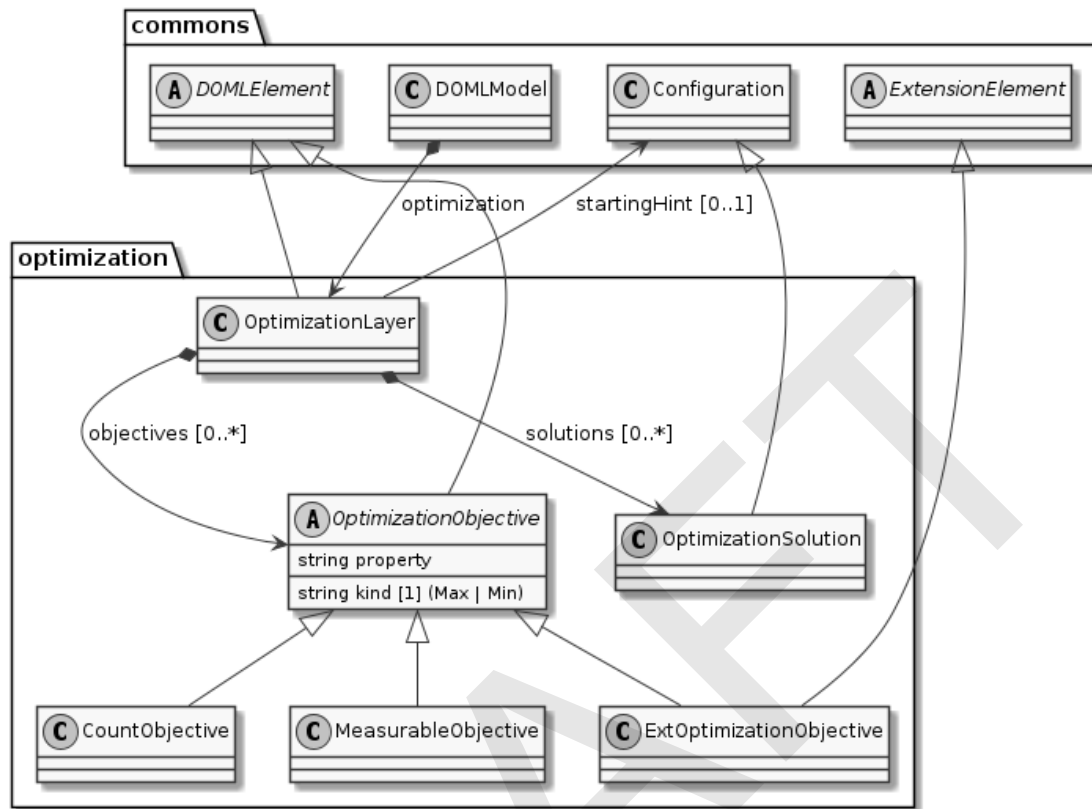 commons
A DOMLElement
C DOMLModel
C Configuration
A ExtensionElement
optimization
startingHint [0..1]
optimization
C OptimizationLayer
objectives [0..*]
solutions [0..*]
A OptimizationObjective
string property
string kind [1] (Max | Min)
C OptimizationSolution
C CountObjective
C MeasurableObjective
C ExtOptimizationObjective
AFT